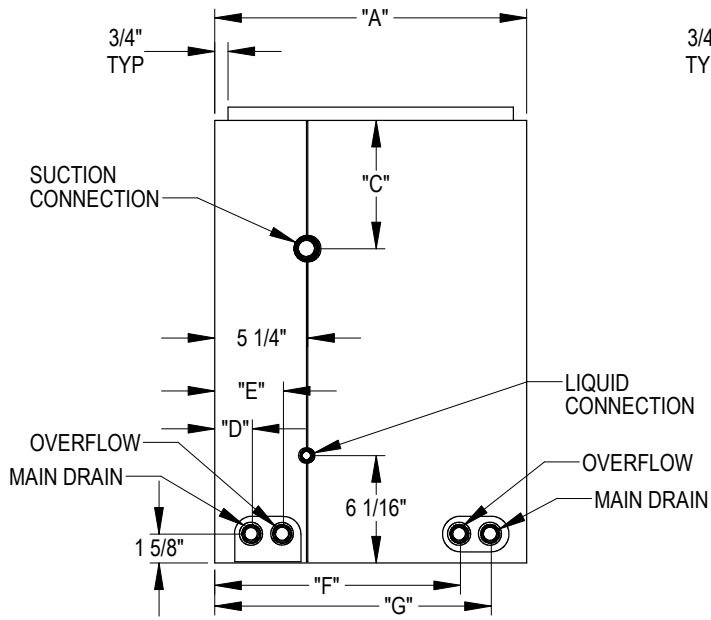 "A"
3/4"
TYP
3/4
TY
SUCTION
CONNECTION
"C"
5 1/4"
"E"
LIQUID
CONNECTION
"D"
OVERFLOW
OVERFLOW
MAIN DRAIN
6 1/16"
MAIN DRAIN
1 5/8"
"F"
"G"